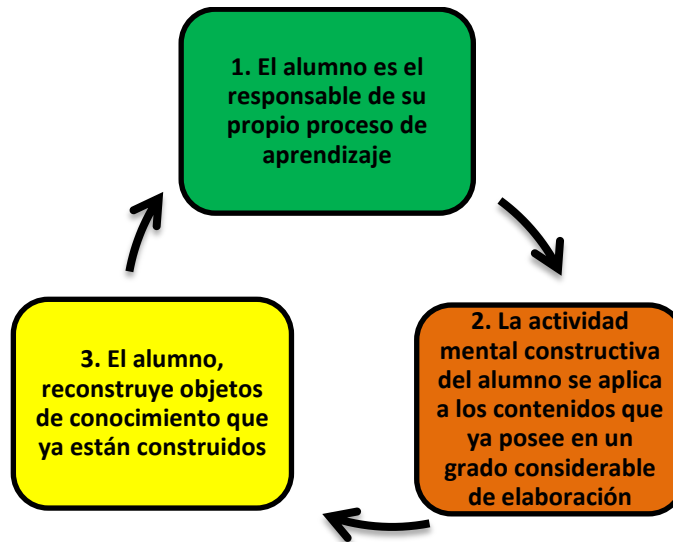 1. El alumno es el
responsable de su
propio proceso de
aprendizaje
2. La actividad
mental constructiva
del alumno se aplica
a los contenidos que
ya posee en un
grado considerable
de elaboración
3. El alumno,
reconstruye objetos
de conocimiento que
ya están construidos